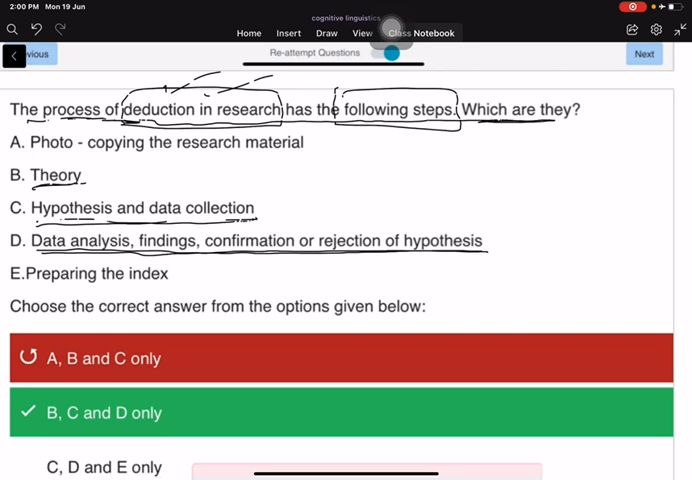 2:00 PM Mon 19 Jun
cognitive linguistics
Home Insert Draw View Class Notebook
vious Re-attempt Questions Next
The process of deduction in research has the following steps. Which are they?
A. Photo - copying the research material
B. Theory
C. Hypothesis and data collection
D. Data analysis, findings, confirmation or rejection of hypothesis
E.Preparing the index
Choose the correct answer from the options given below:
A, B and C only
B, C and D only
C, D and E only